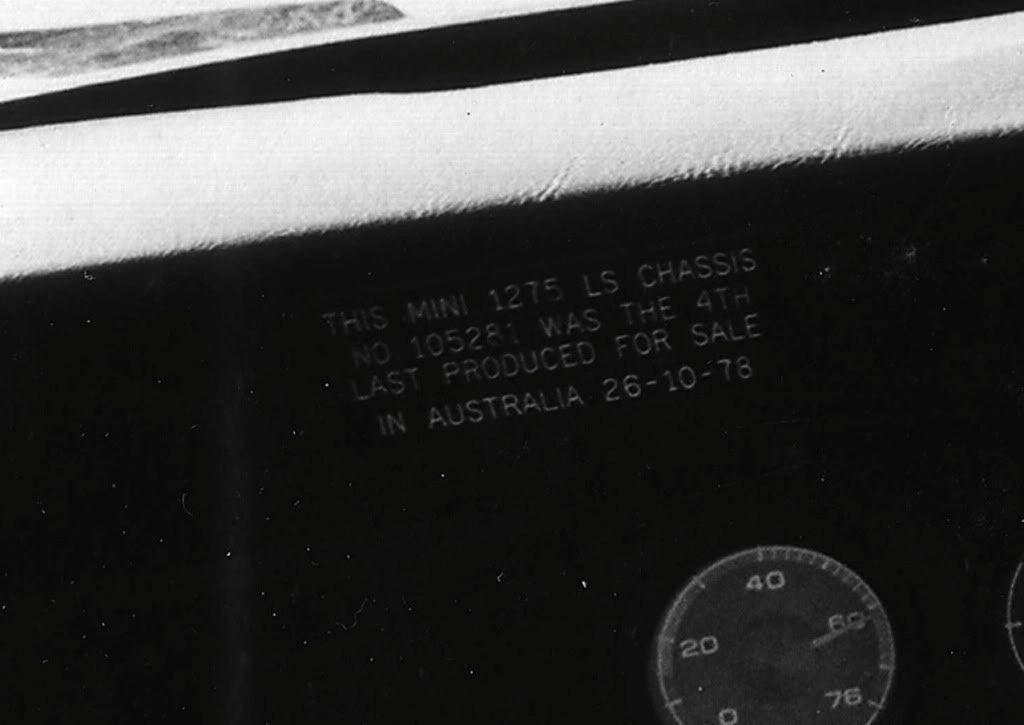 THIS MINI 1275 LS CHASSIS
NO 105281 WAS THE 4TH
LAST PRODUCED FOR SALE
IN AUSTRALIA 26-10-78
40
60
20
76
0